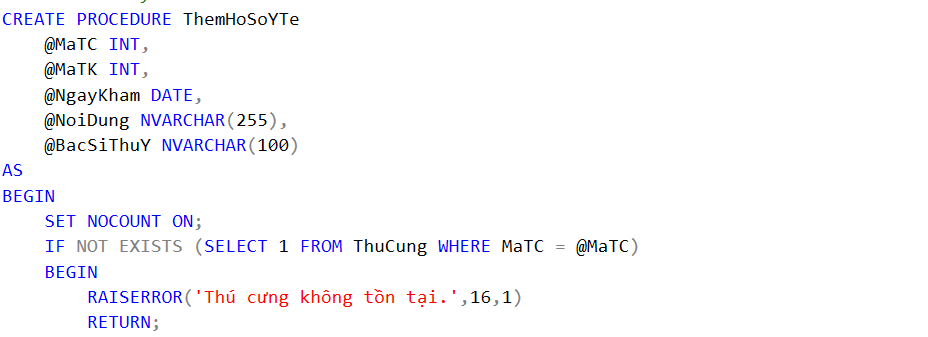 CREATE PROCEDURE ThemHoSoYTe
    @MaTC INT,
    @MaTK INT,
    @NgayKham DATE,
    @NoiDung NVARCHAR(255),
    @BacSiThuY NVARCHAR(100)
AS
BEGIN
    SET NOCOUNT ON;
    IF NOT EXISTS (SELECT 1 FROM ThuCung WHERE MaTC = @MaTC)
    BEGIN
        RAISERROR('Thú cưng không tồn tại.',16,1)
        RETURN;